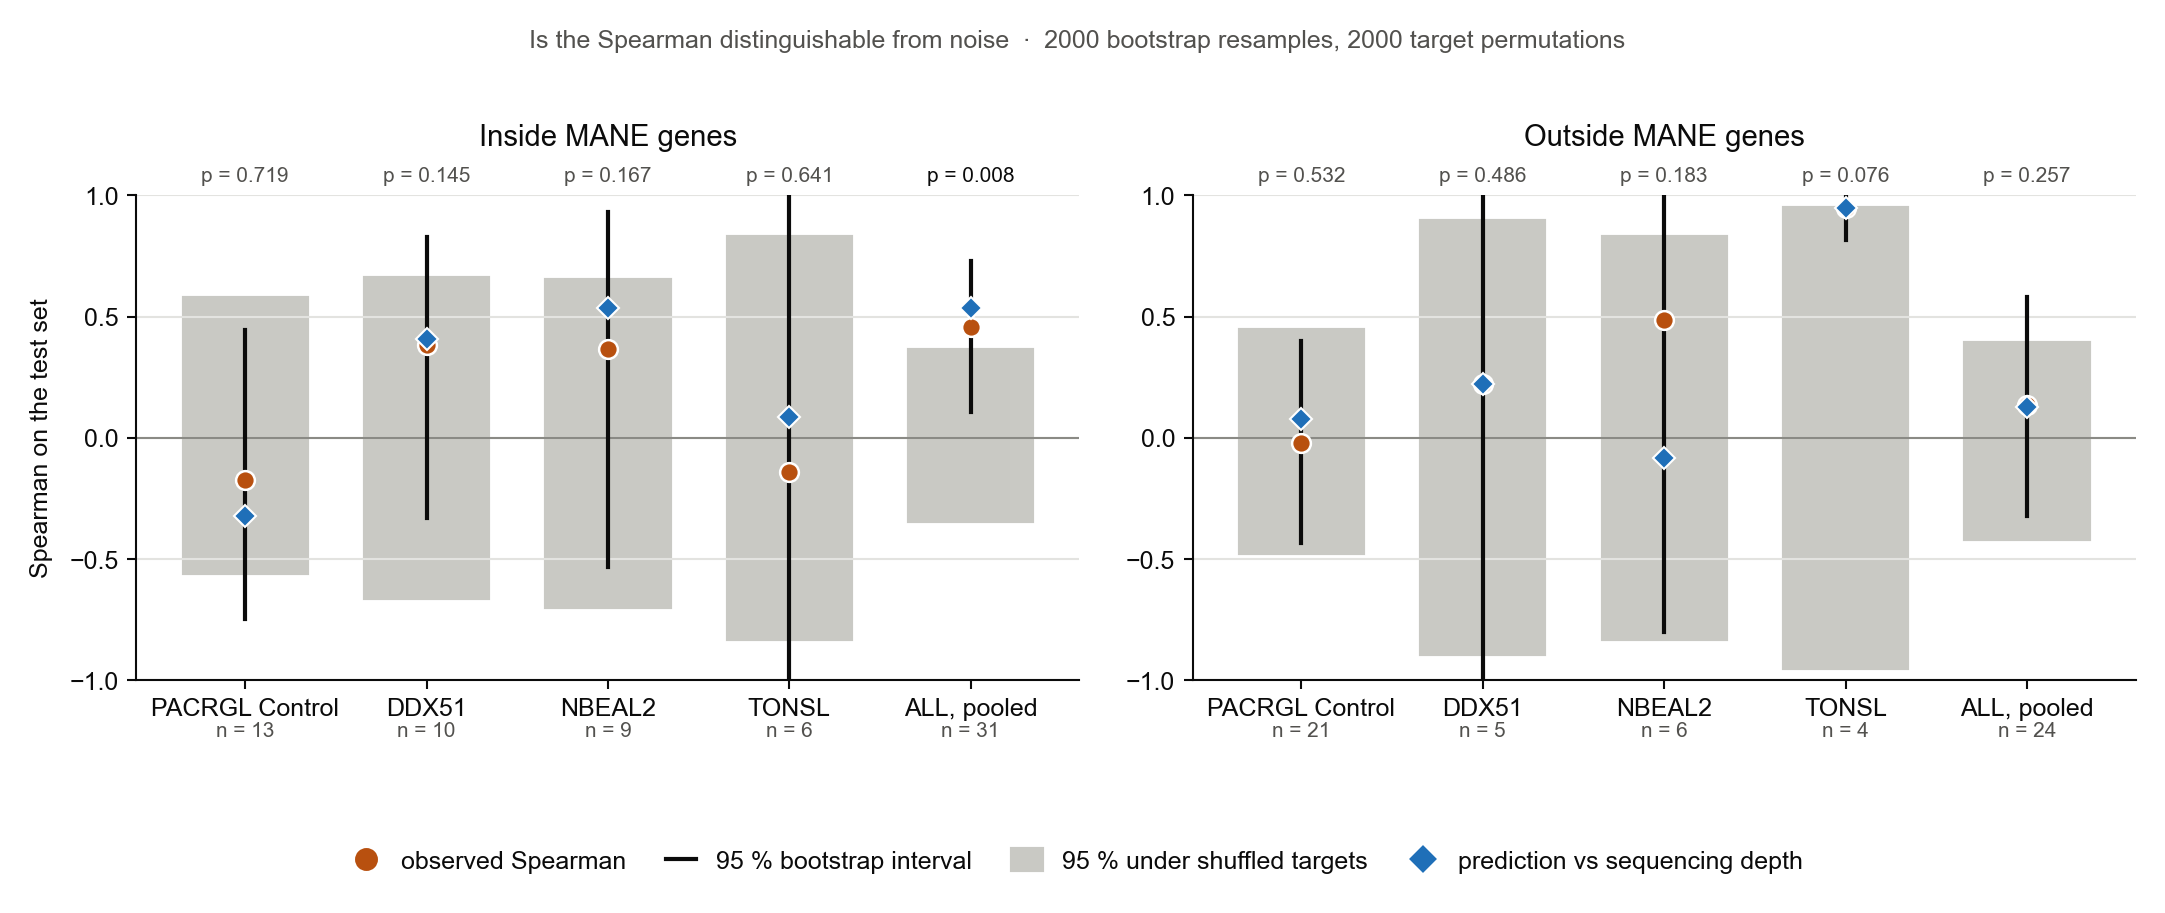 Is the Spearman distinguishable from noise · 2000 bootstrap resamples, 2000 target permutations
Inside MANE genes
p = 0.719 p = 0.145 p = 0.167 p = 0.641 p = 0.008
Spearman on the test set
1.0
0.5
0.0
−0.5
−1.0
PACRGL Control DDX51 NBEAL2 TONSL ALL, pooled
n = 13 n = 10 n = 9 n = 6 n = 31
Outside MANE genes
p = 0.532 p = 0.486 p = 0.183 p = 0.076 p = 0.257
1.0
0.5
0.0
−0.5
−1.0
PACRGL Control DDX51 NBEAL2 TONSL ALL, pooled
n = 21 n = 5 n = 6 n = 4 n = 24
observed Spearman 95 % bootstrap interval 95 % under shuffled targets prediction vs sequencing depth